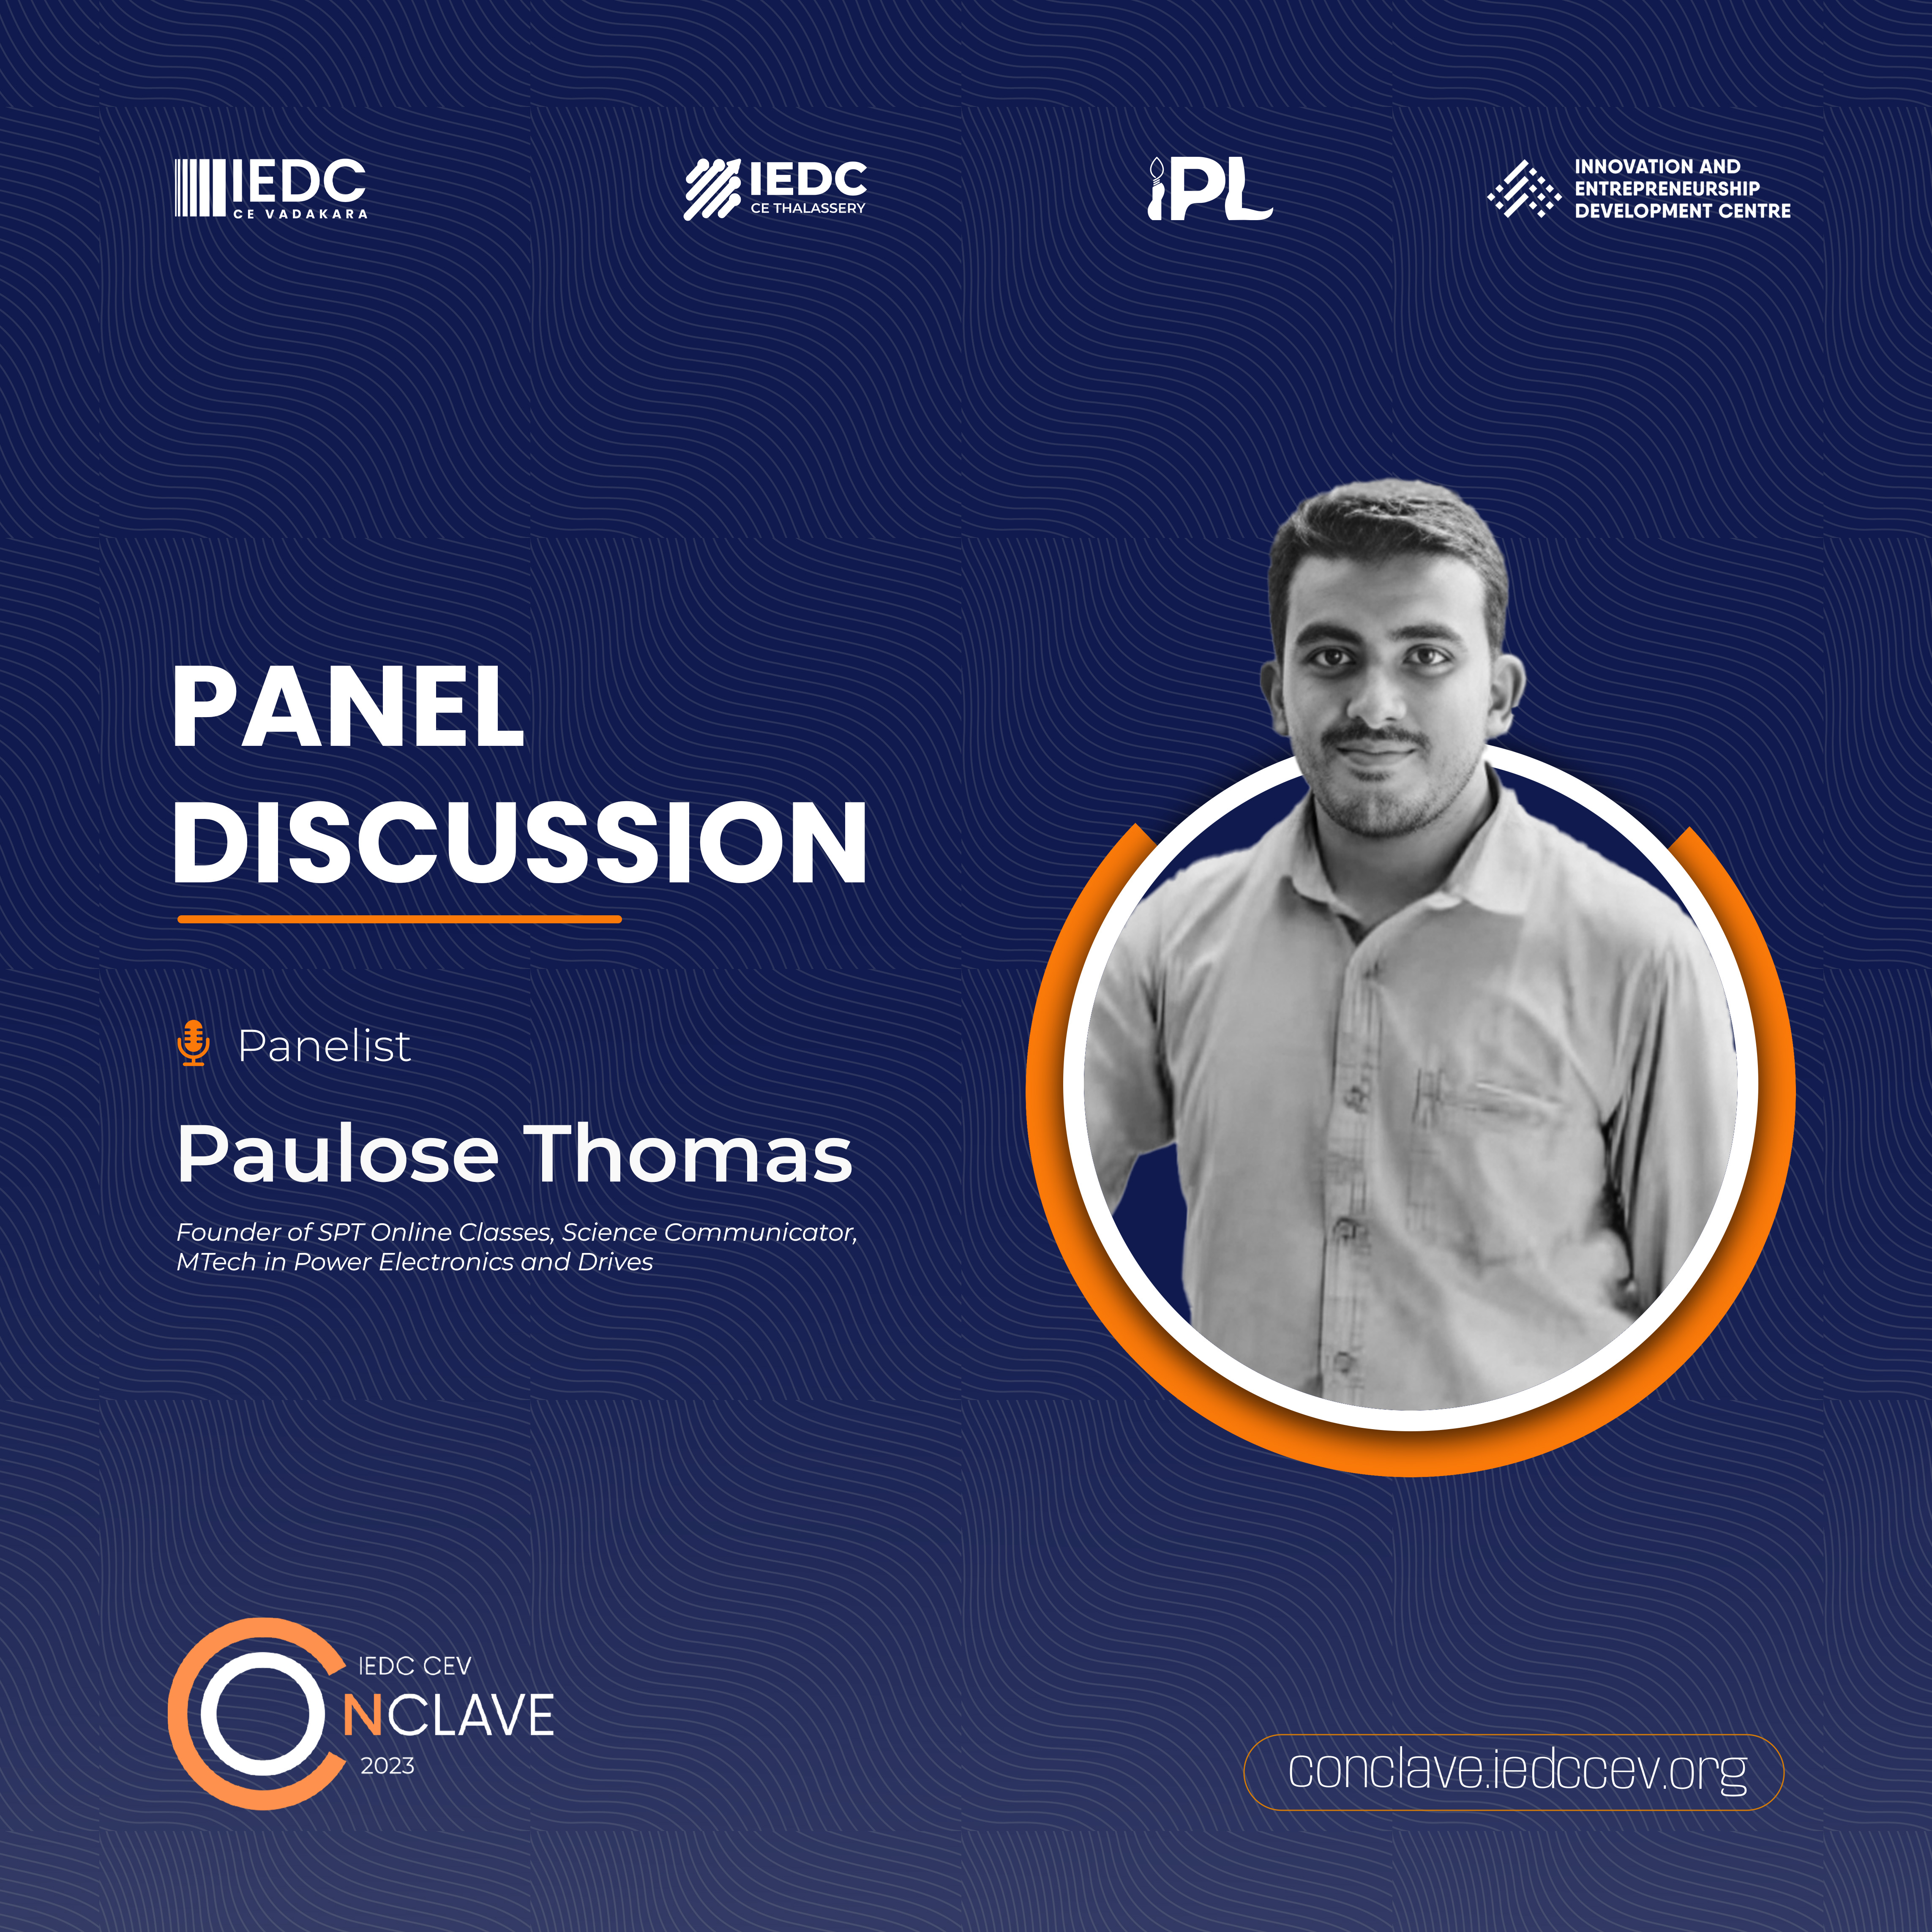 IEDC
CE VADAKARA
IEDC
CE THALASSERY
iPL
INNOVATION AND
ENTREPRENEURSHIP
DEVELOPMENT CENTRE
PANEL
DISCUSSION
Panelist
Paulose Thomas
Founder of SPT Online Classes, Science Communicator,
MTech in Power Electronics and Drives
IEDC CEV
CONCLAVE
2023
conclave.iedccev.org